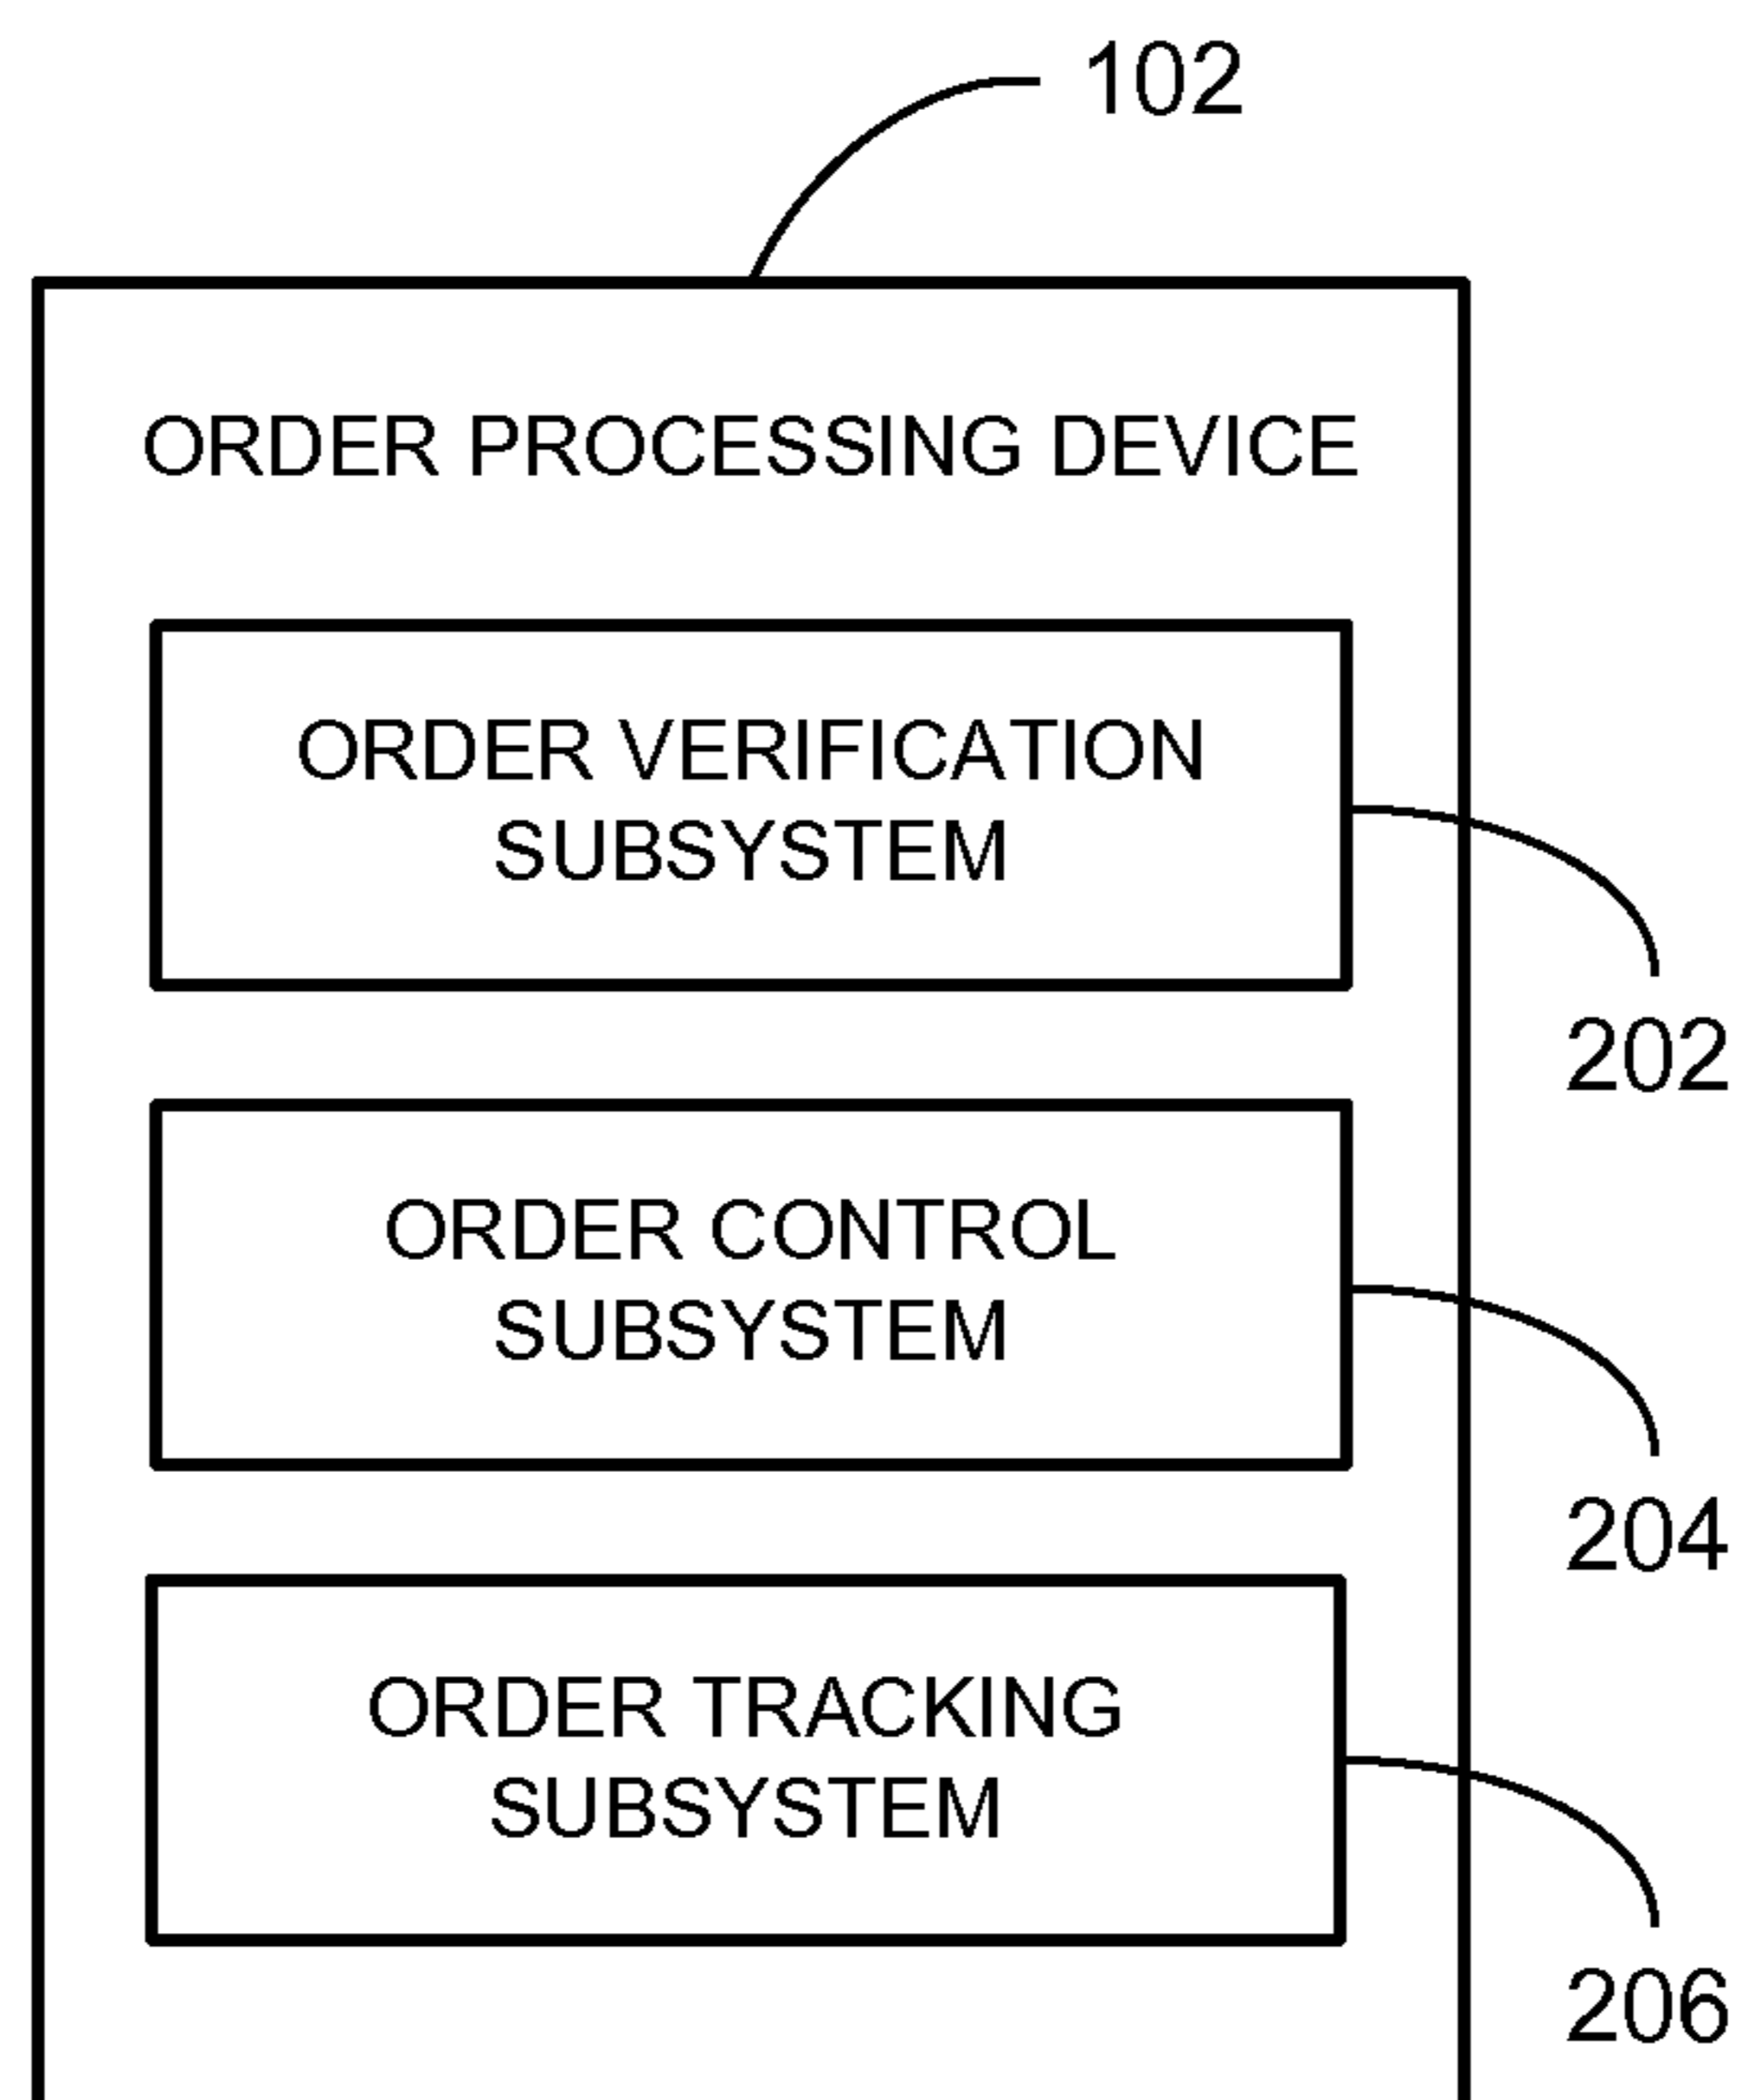 102
ORDER PROCESSING DEVICE
ORDER VERIFICATION
SUBSYSTEM
202
ORDER CONTROL
SUBSYSTEM
204
ORDER TRACKING
SUBSYSTEM
206